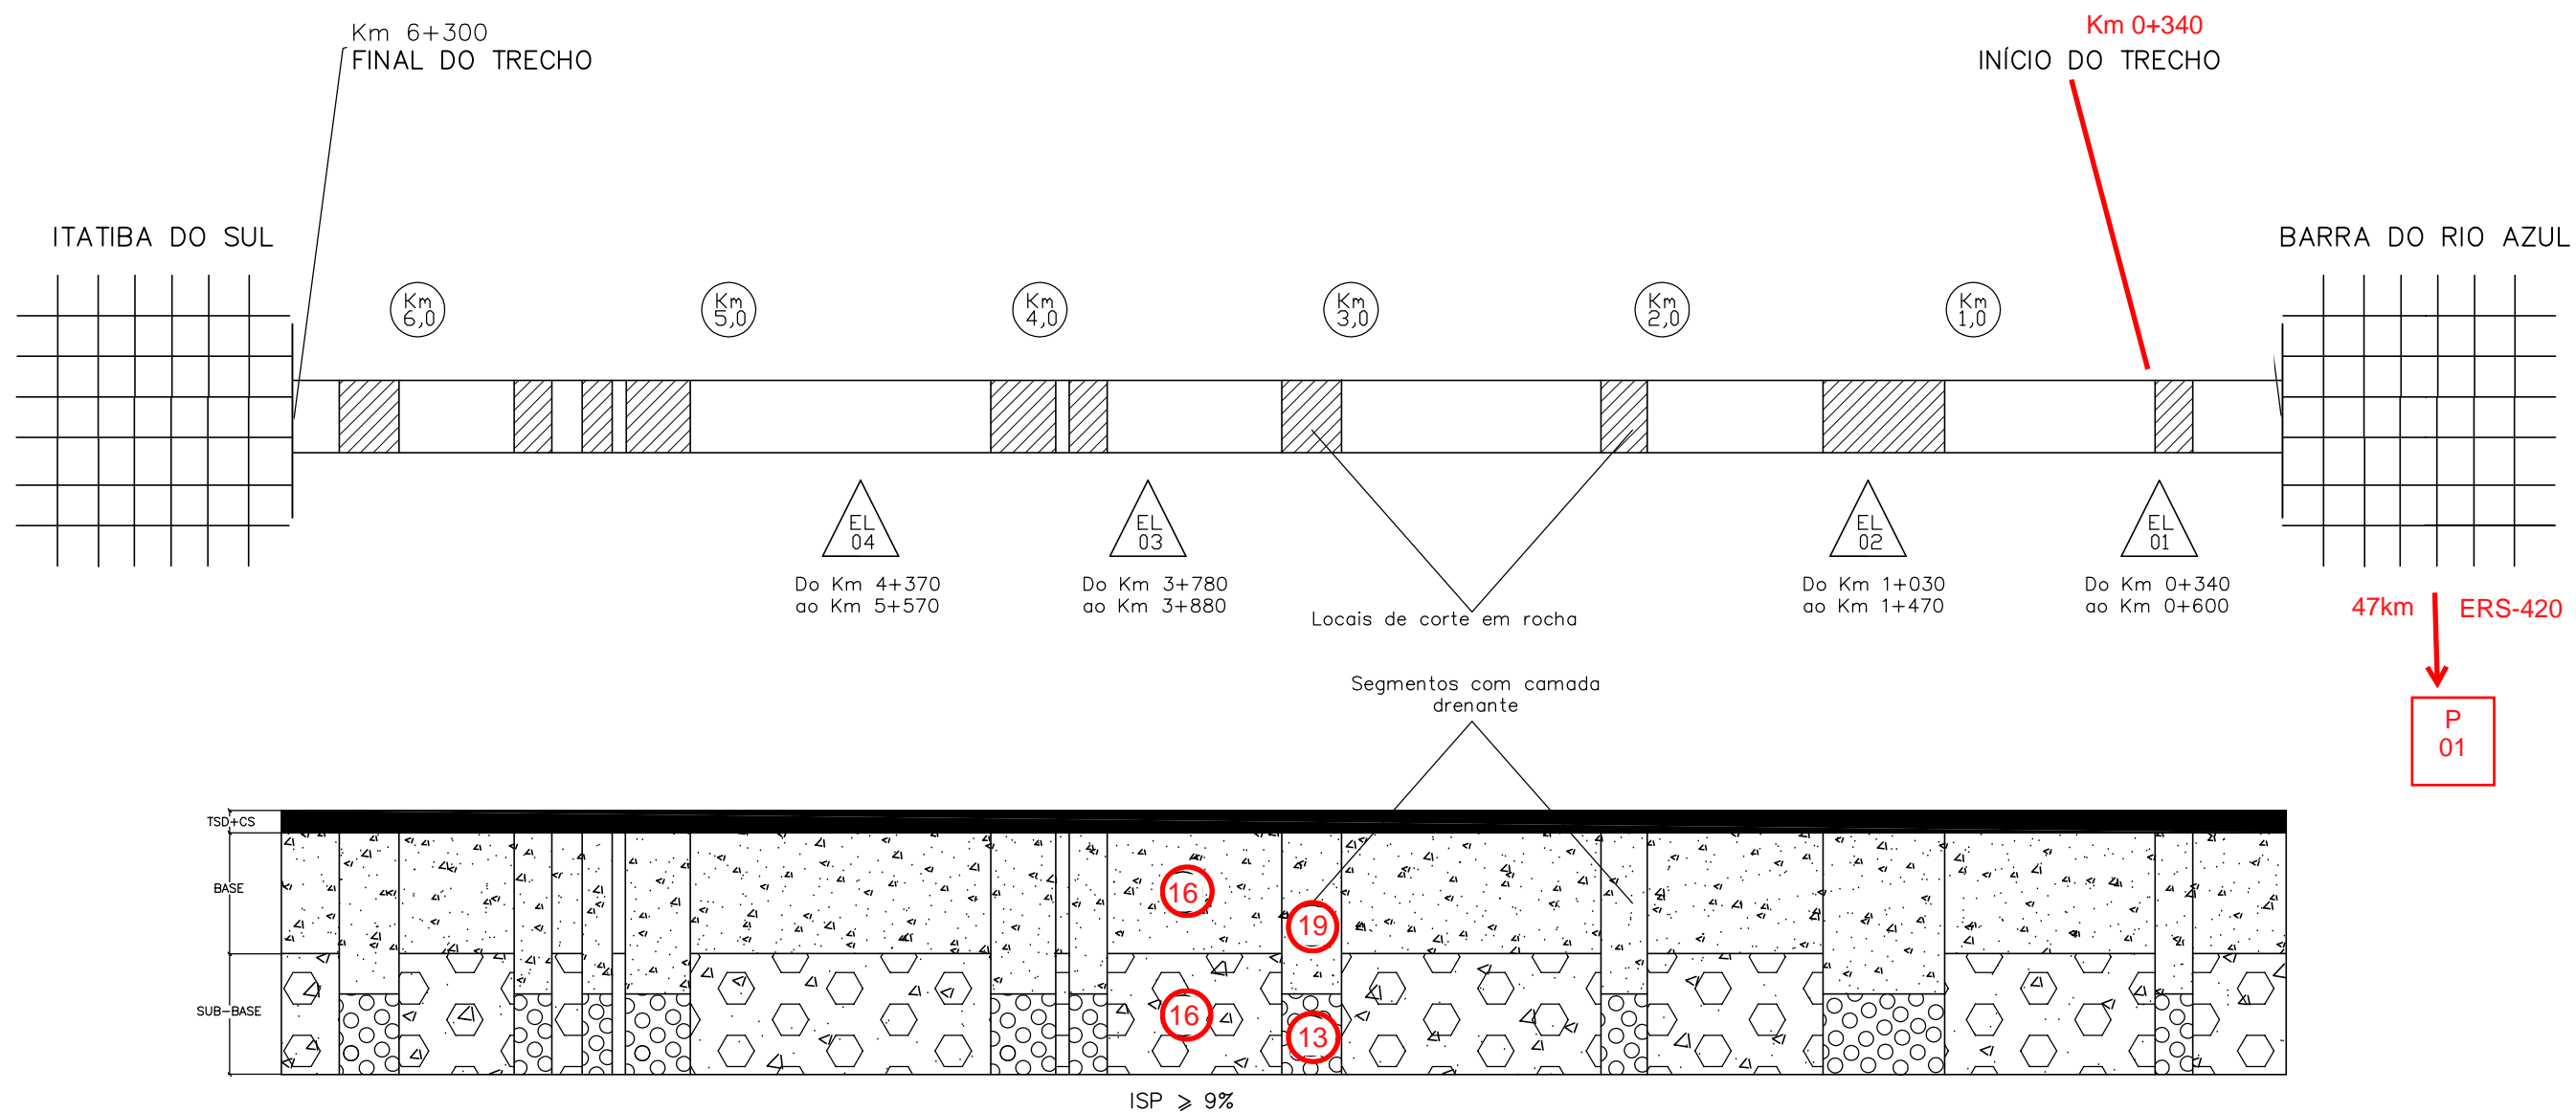 Km 6+300
FINAL DO TRECHO
Km 0+340
INÍCIO DO TRECHO
ITATIBA DO SUL
BARRA DO RIO AZUL
Km
6,0
Km
5,0
Km
4,0
Km
3,0
Km
2,0
Km
1,0
EL
04
EL
03
EL
02
EL
01
Do Km 4+370
ao Km 5+570
Do Km 3+780
ao Km 3+880
Do Km 1+030
ao Km 1+470
Do Km 0+340
ao Km 0+600
47km
ERS-420
Locais de corte em rocha
Segmentos com camada
drenante
P
01
TSD+CS
BASE
16
19
SUB-BASE
16
13
ISP ⩾ 9%